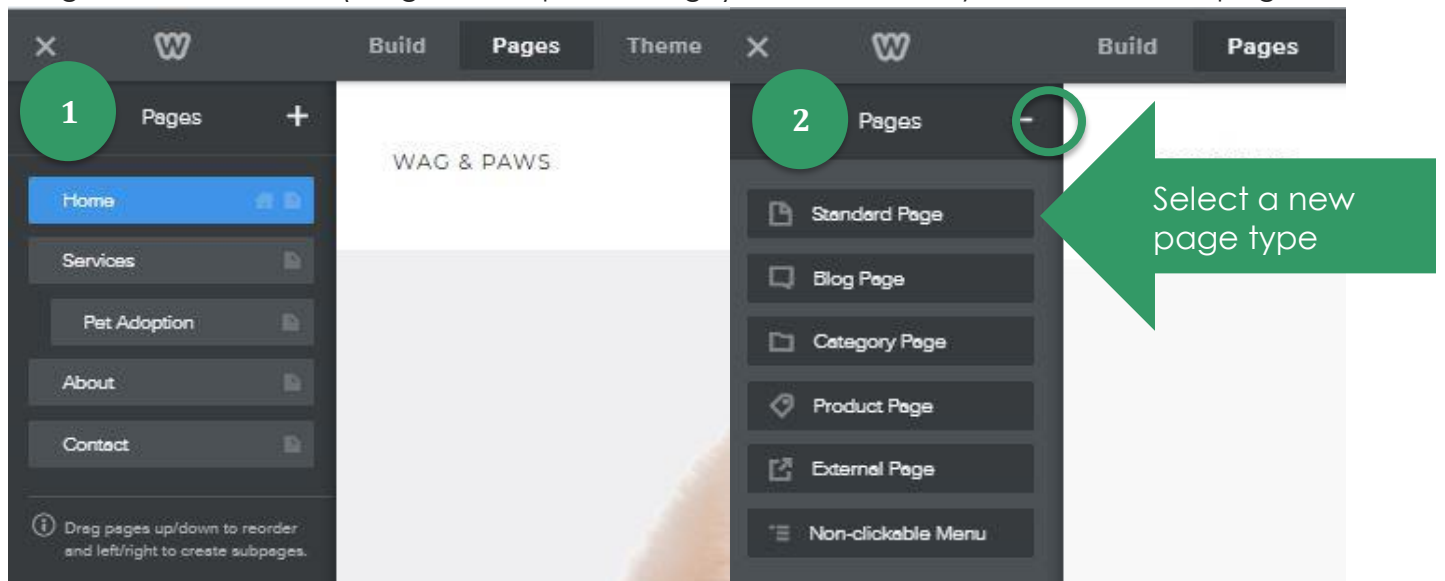 Build Pages Theme
1
Pages +
WAG & PAWS
Home
Services
Pet Adoption
About
Contact
Drag pages up/down to reorder
and left/right to create subpages.
Build Pages
2
Pages -
Standard Page
Blog Page
Category Page
Product Page
External Page
Non-clickable Menu
Select a new
page type